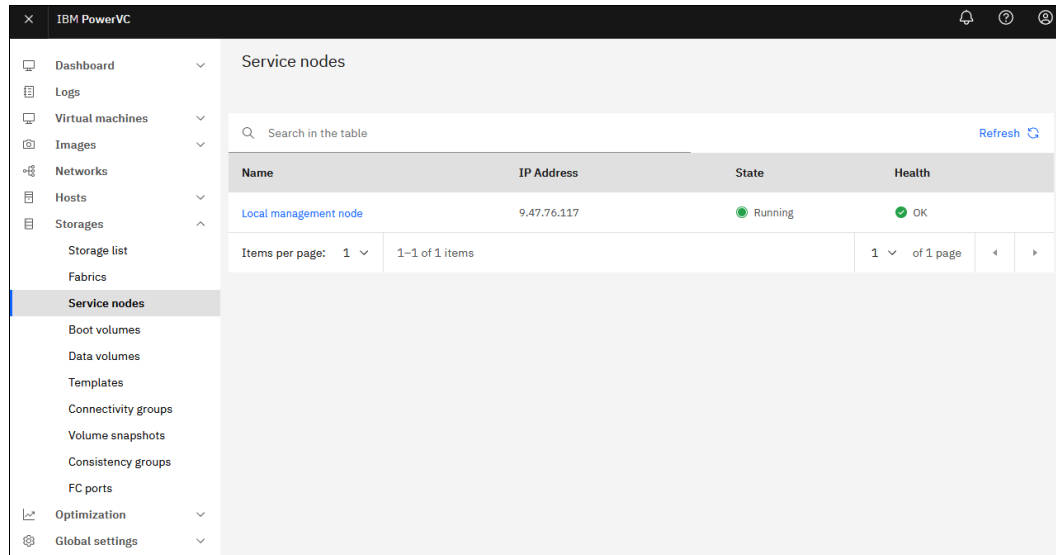 IBM PowerVC
Dashboard
Logs
Virtual machines
Images
Networks
Hosts
Storages
Storage list
Fabrics
Service nodes
Boot volumes
Data volumes
Templates
Connectivity groups
Volume snapshots
Consistency groups
FC ports
Optimization
Global settings
Service nodes
Search in the table
Refresh
Name IP Address State Health
Local management node 9.47.76.117 Running OK
Items per page: 1 1–1 of 1 items 1 of 1 page